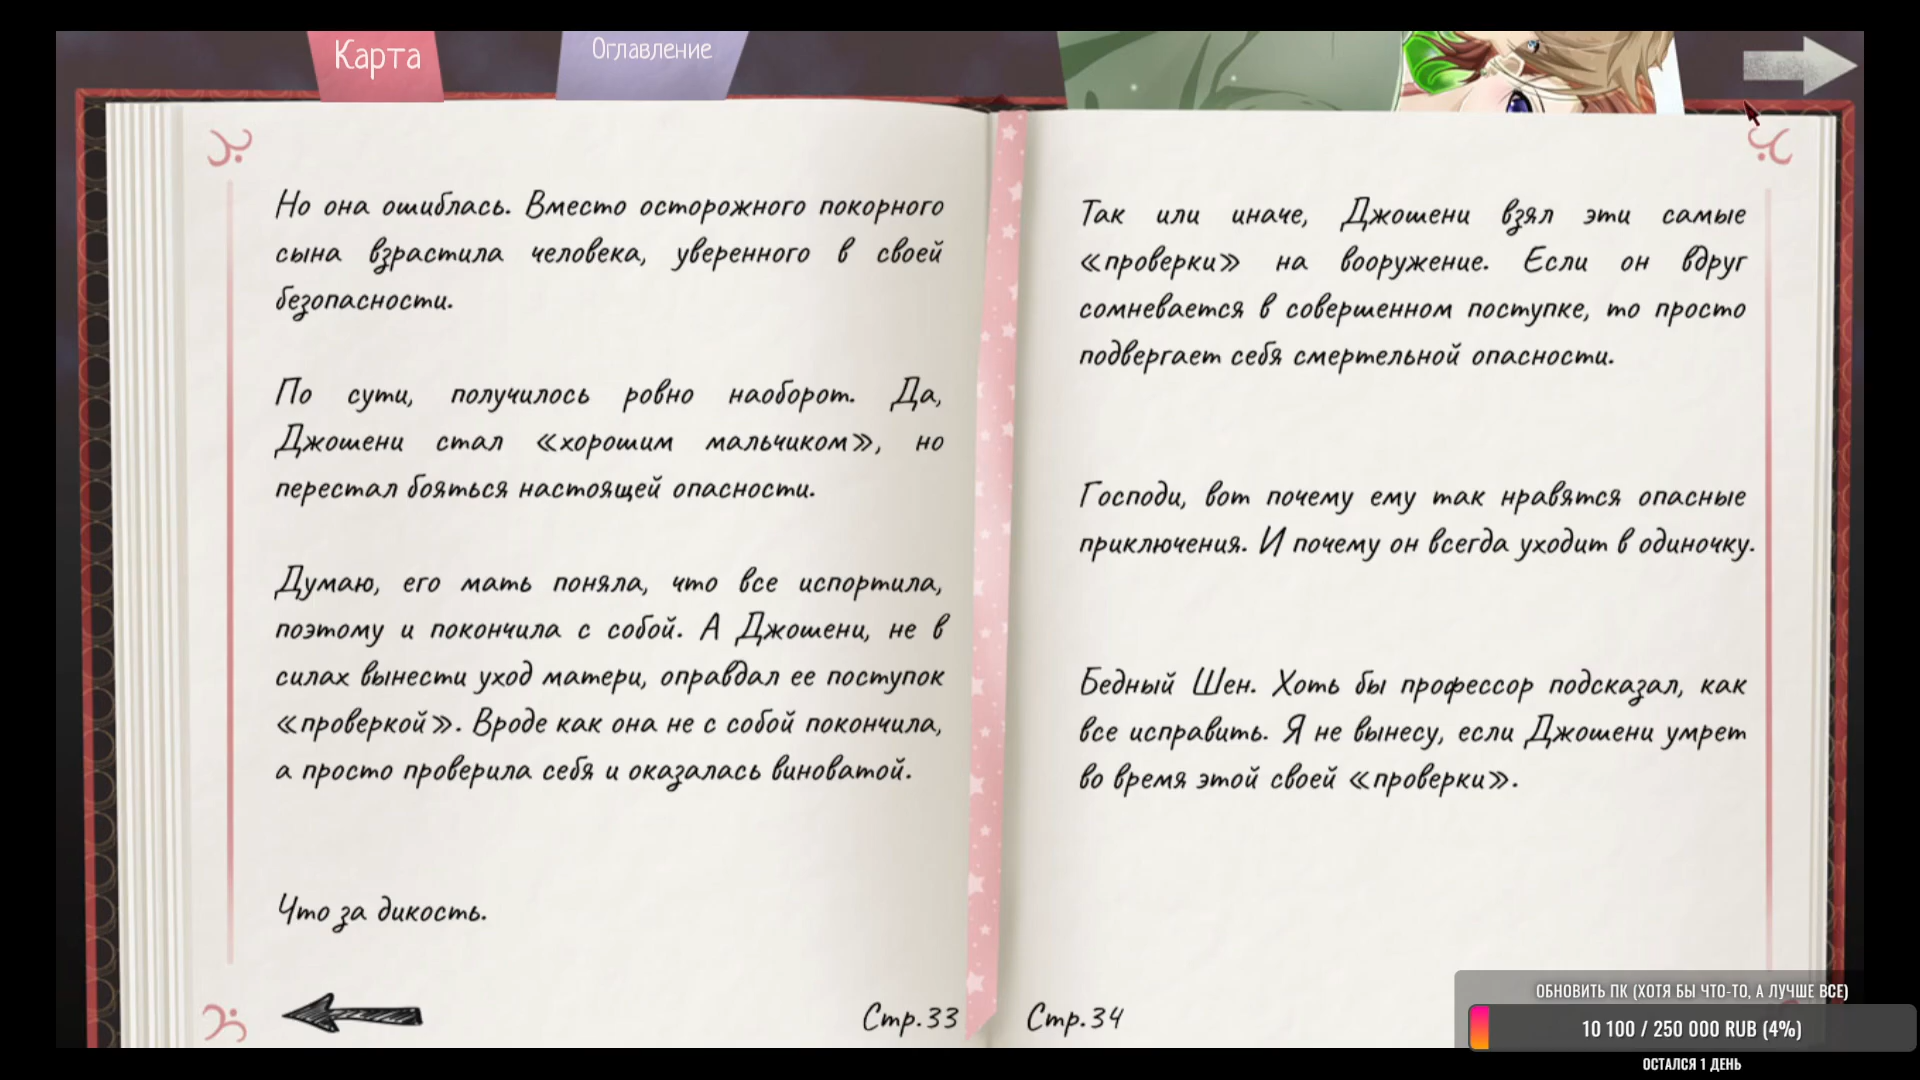 Карта
Оглавление
Но она ошиблась. Вместо осторожного покорного
сына взрастила человека, уверенного в своей
безопасности.
По сути, получилось ровно наоборот. Да,
Джошени стал «хорошим мальчиком», но
перестал бояться настоящей опасности.
Думаю, его мать поняла, что все испортила,
поэтому и покончила с собой. А Джошени, не в
силах вынести уход матери, оправдал ее поступок
«проверкой». Вроде как она не с собой покончила,
а просто проверила себя и оказалась виноватой.
Что за дикость.
Стр.33
Так или иначе, Джошени взял эти самые
«проверки» на вооружение. Если он вдруг
сомневается в совершенном поступке, то просто
подвергает себя смертельной опасности.
Господи, вот почему ему так нравятся опасные
приключения. И почему он всегда уходит в одиночку.
Бедный Шен. Хоть бы профессор подсказал, как
все исправить. Я не вынесу, если Джошени умрет
во время этой своей «проверки».
Стр.34
ОБНОВИТЬ ПК (ХОТЯ БЫ ЧТО-ТО, А ЛУЧШЕ ВСЕ)
10 100 / 250 000 RUB (4%)
ОСТАЛСЯ 1 ДЕНЬ